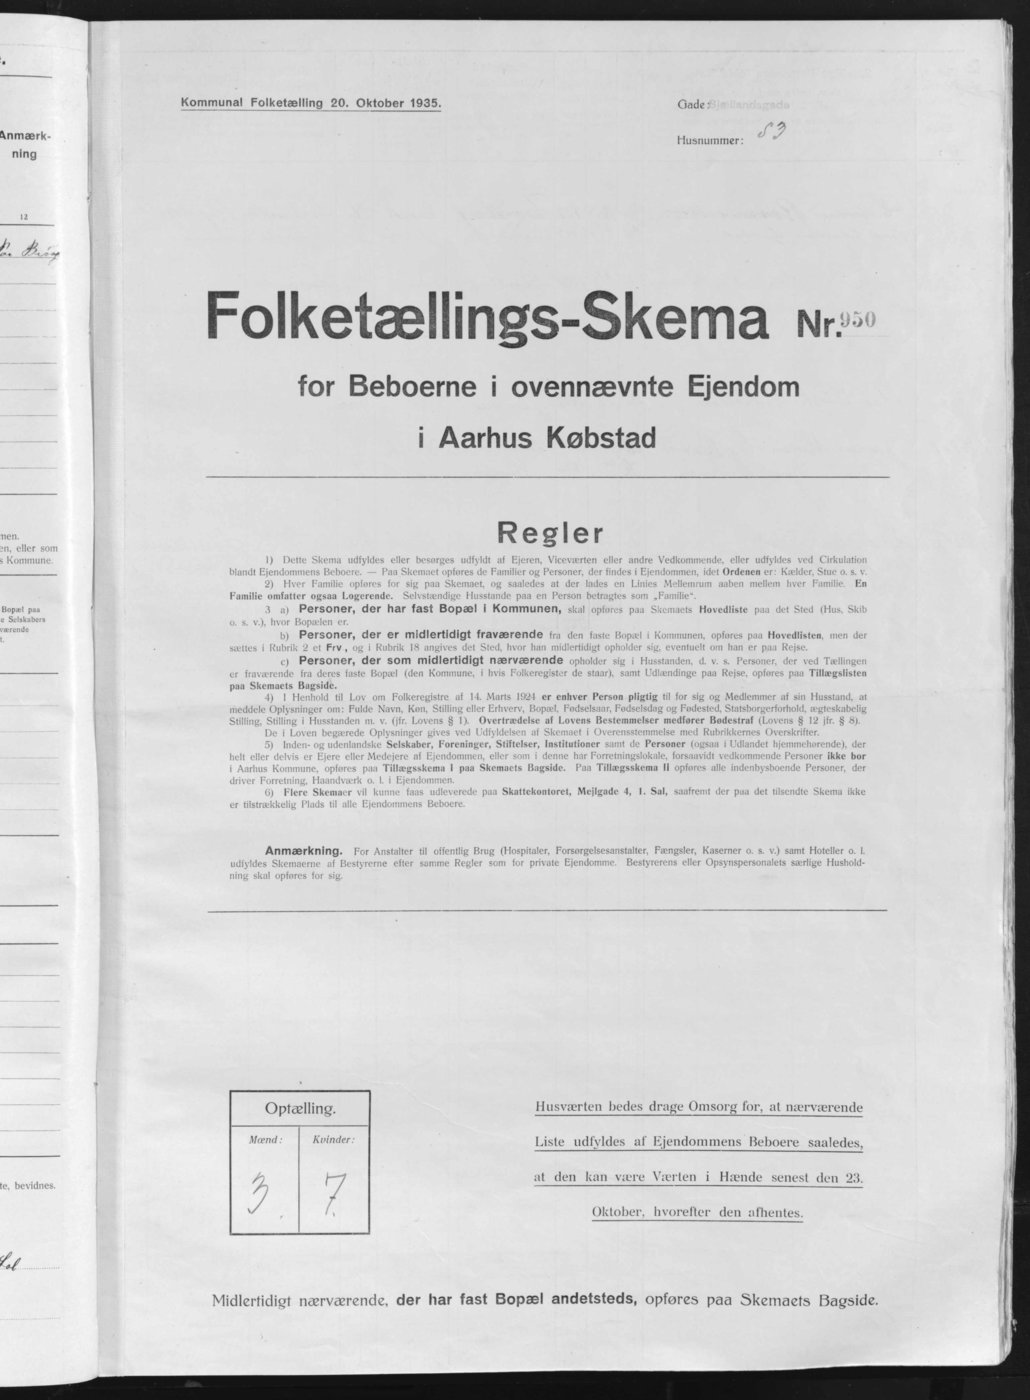 Anmærk-
ning
12
men.
en, eller som
s Kommune.
Bopæl paa
e Selskabers
værende
t.
te, bevidnes.
Kommunal Folketælling 20. Oktober 1935.
Gade: Sjællandsgade
Husnummer: 53
Folketællings-Skema Nr. 950
for Beboerne i ovennævnte Ejendom
i Aarhus Købstad
Regler
1) Dette Skema udfyldes eller besørges udfyldt af Ejeren, Viceværten eller andre Vedkommende, eller udfyldes ved Cirkulation
blandt Ejendommens Beboere. — Paa Skemaet opføres de Familier og Personer, der findes i Ejendommen, idet Ordenen er: Kælder, Stue o. s. v.
2) Hver Familie opføres for sig paa Skemaet, og saaledes at der lades en Linies Mellemrum aaben mellem hver Familie. En
Familie omfatter ogsaa Logerende. Selvstændige Husstande paa en Person betragtes som „Familie“.
3 a) Personer, der har fast Bopæl i Kommunen, skal opføres paa Skemaets Hovedliste paa det Sted (Hus, Skib
o. s. v.), hvor Bopælen er.
b) Personer, der er midlertidigt fraværende fra den faste Bopæl i Kommunen, opføres paa Hovedlisten, men der
sættes i Rubrik 2 et Frv., og i Rubrik 18 angives det Sted, hvor han midlertidigt opholder sig, eventuelt om han er paa Rejse.
c) Personer, der som midlertidigt nærværende opholder sig i Husstanden, d. v. s. Personer, der ved Tællingen
er fraværende fra deres faste Bopæl (den Kommune, i hvis Folkeregister de staar), samt Udlændinge paa Rejse, opføres paa Tillægslisten
paa Skemaets Bagside.
4) I Henhold til Lov om Folkeregistre af 14. Marts 1924 er enhver Person pligtig til for sig og Medlemmer af sin Husstand, at
meddele Oplysninger om: Fulde Navn, Køn, Stilling eller Erhverv, Bopæl, Fødselsaar, Fødselsdag og Fødested, Statsborgerforhold, ægteskabelig
Stilling, Stilling i Husstanden m. v. (jfr. Lovens § 1). Overtrædelse af Lovens Bestemmelser medfører Bødestraf (Lovens § 12 jfr. § 8).
De i Loven begærede Oplysninger gives ved Udfyldelsen af Skemaet i Overensstemmelse med Rubrikkernes Overskrifter.
5) Inden- og udenlandske Selskaber, Foreninger, Stiftelser, Institutioner samt de Personer (ogsaa i Udlandet hjemmehørende), der
helt eller delvis er Ejere eller Medejere af Ejendommen, eller som i denne har Forretningslokale, forsaavidt vedkommende Personer ikke bor
i Aarhus Kommune, opføres paa Tillægsskema I paa Skemaets Bagside. Paa Tillægsskema II opføres alle indenbysboende Personer, der
driver Forretning, Haandværk o. l. i Ejendommen.
6) Flere Skemaer vil kunne faas udleverede paa Skattekontoret, Mejlgade 4, 1. Sal, saafremt der paa det tilsendte Skema ikke
er tilstrækkelig Plads til alle Ejendommens Beboere.
Anmærkning. For Anstalter til offentlig Brug (Hospitaler, Forsørgelsesanstalter, Fængsler, Kaserner o. s. v.) samt Hoteller o. l.
udfyldes Skemaerne af Bestyrerne efter samme Regler som for private Ejendomme. Bestyrerens eller Opsynspersonalets særlige Hushold-
ning skal opføres for sig.
Optælling.
Mænd: Kvinder:
3. 7.
Husværten bedes drage Omsorg for, at nærværende
Liste udfyldes af Ejendommens Beboere saaledes,
at den kan være Værten i Hænde senest den 23.
Oktober, hvorefter den afhentes.
Midlertidigt nærværende, der har fast Bopæl andetsteds, opføres paa Skemaets Bagside.